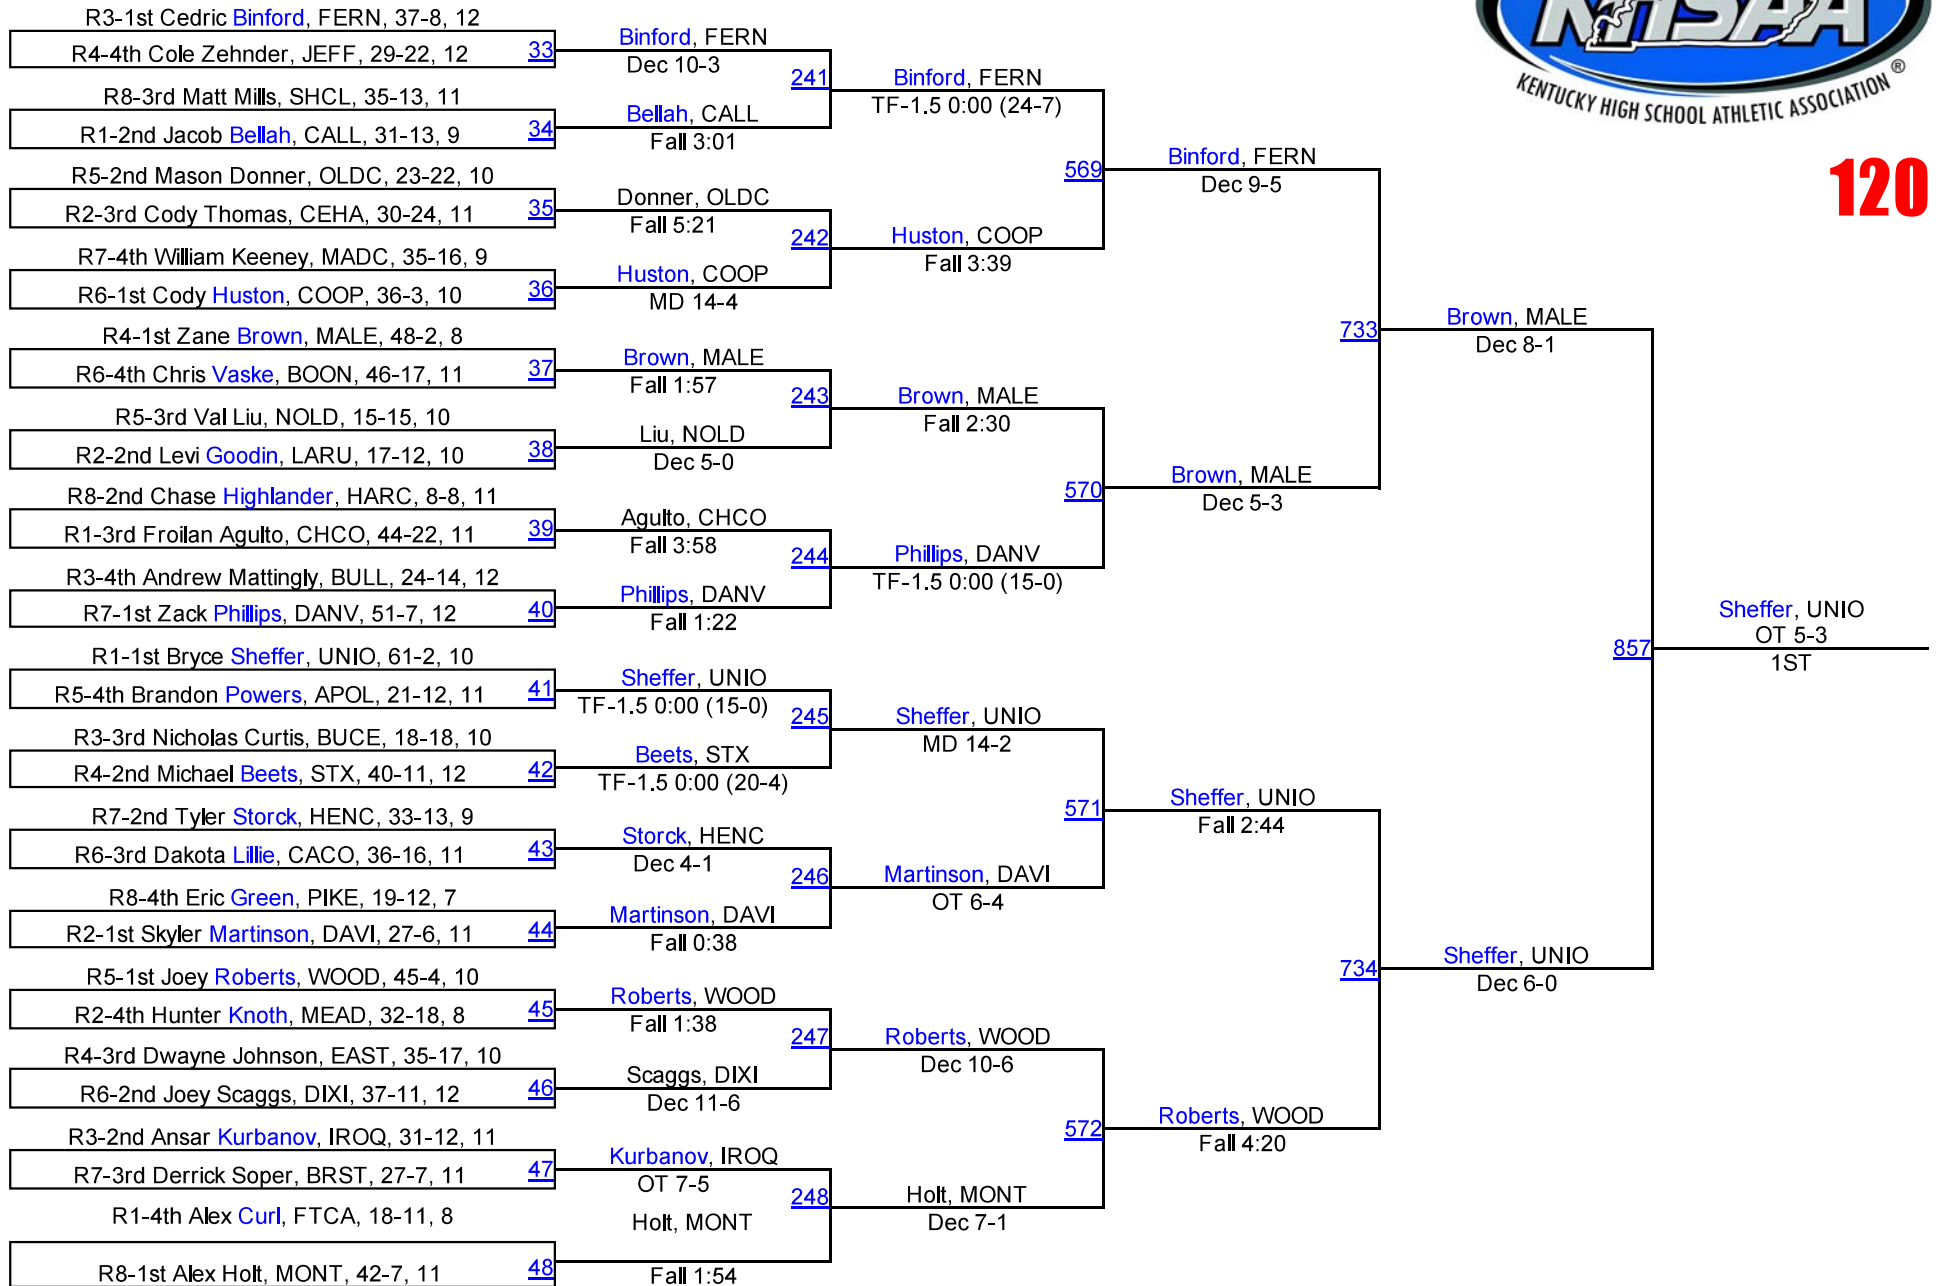 KHSAA
KENTUCKY HIGH SCHOOL ATHLETIC ASSOCIATION ®
120
R3-1st Cedric Binford, FERN, 37-8, 12
R4-4th Cole Zehnder, JEFF, 29-22, 12
33
R8-3rd Matt Mills, SHCL, 35-13, 11
R1-2nd Jacob Bellah, CALL, 31-13, 9
34
R5-2nd Mason Donner, OLDC, 23-22, 10
R2-3rd Cody Thomas, CEHA, 30-24, 11
35
R7-4th William Keeney, MADC, 35-16, 9
R6-1st Cody Huston, COOP, 36-3, 10
36
R4-1st Zane Brown, MALE, 48-2, 8
R6-4th Chris Vaske, BOON, 46-17, 11
37
R5-3rd Val Liu, NOLD, 15-15, 10
R2-2nd Levi Goodin, LARU, 17-12, 10
38
R8-2nd Chase Highlander, HARC, 8-8, 11
R1-3rd Froilan Agulto, CHCO, 44-22, 11
39
R3-4th Andrew Mattingly, BULL, 24-14, 12
R7-1st Zack Phillips, DANV, 51-7, 12
40
R1-1st Bryce Sheffer, UNIO, 61-2, 10
R5-4th Brandon Powers, APOL, 21-12, 11
41
R3-3rd Nicholas Curtis, BUCE, 18-18, 10
R4-2nd Michael Beets, STX, 40-11, 12
42
R7-2nd Tyler Storck, HENC, 33-13, 9
R6-3rd Dakota Lillie, CACO, 36-16, 11
43
R8-4th Eric Green, PIKE, 19-12, 7
R2-1st Skyler Martinson, DAVI, 27-6, 11
44
R5-1st Joey Roberts, WOOD, 45-4, 10
R2-4th Hunter Knoth, MEAD, 32-18, 8
45
R4-3rd Dwayne Johnson, EAST, 35-17, 10
R6-2nd Joey Scaggs, DIXI, 37-11, 12
46
R3-2nd Ansar Kurbanov, IROQ, 31-12, 11
R7-3rd Derrick Soper, BRST, 27-7, 11
47
R1-4th Alex Curl, FTCA, 18-11, 8
R8-1st Alex Holt, MONT, 42-7, 11
48
Binford, FERN
Dec 10-3
241
Bellah, CALL
Fall 3:01
Donner, OLDC
Fall 5:21
242
Huston, COOP
MD 14-4
Brown, MALE
Fall 1:57
243
Liu, NOLD
Dec 5-0
Agulto, CHCO
Fall 3:58
244
Phillips, DANV
Fall 1:22
Sheffer, UNIO
TF-1.5 0:00 (15-0)
245
Beets, STX
TF-1.5 0:00 (20-4)
Storck, HENC
Dec 4-1
246
Martinson, DAVI
Fall 0:38
Roberts, WOOD
Fall 1:38
247
Scaggs, DIXI
Dec 11-6
Kurbanov, IROQ
OT 7-5
248
Holt, MONT
Fall 1:54
Binford, FERN
TF-1.5 0:00 (24-7)
569
Huston, COOP
Fall 3:39
Brown, MALE
Fall 2:30
570
Phillips, DANV
TF-1.5 0:00 (15-0)
Sheffer, UNIO
MD 14-2
571
Martinson, DAVI
OT 6-4
Roberts, WOOD
Dec 10-6
572
Holt, MONT
Dec 7-1
Binford, FERN
Dec 9-5
733
Brown, MALE
Dec 5-3
Sheffer, UNIO
Fall 2:44
734
Roberts, WOOD
Fall 4:20
Brown, MALE
Dec 8-1
857
Sheffer, UNIO
Dec 6-0
Sheffer, UNIO
OT 5-3
1ST